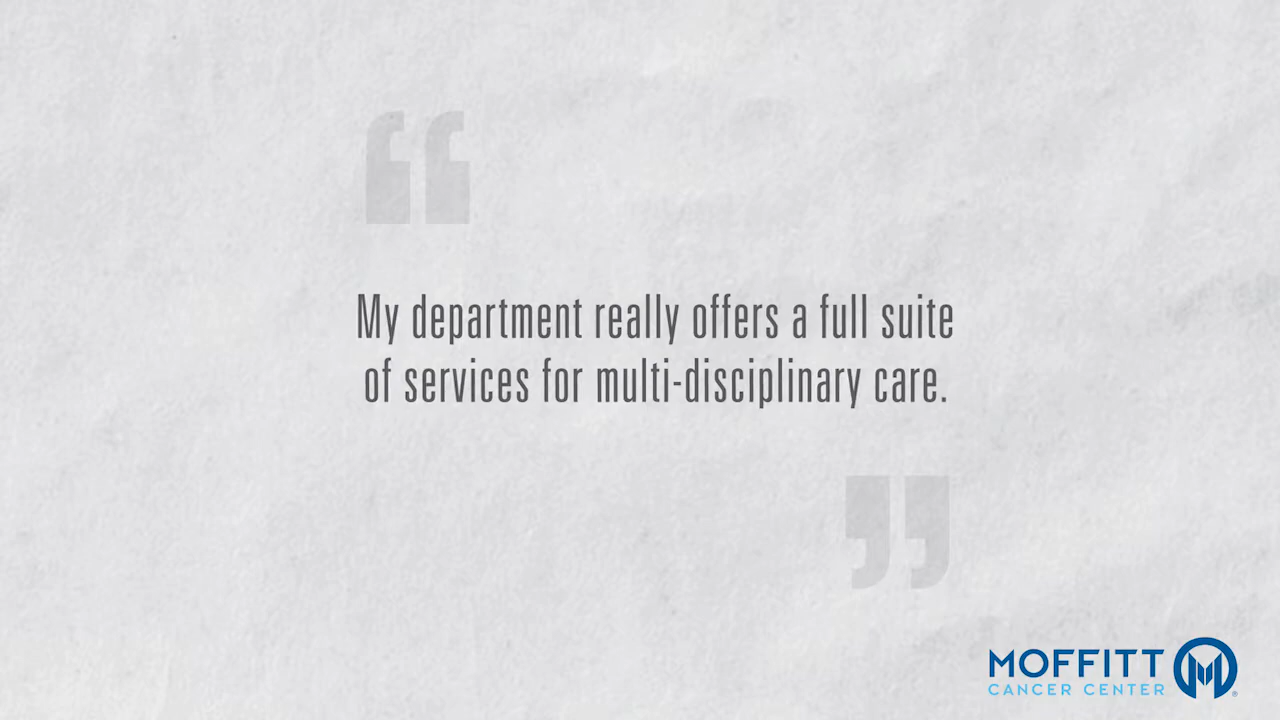 “
My department really offers a full suite
of services for multi-disciplinary care.
”
MOFFITT
CANCER CENTER
®